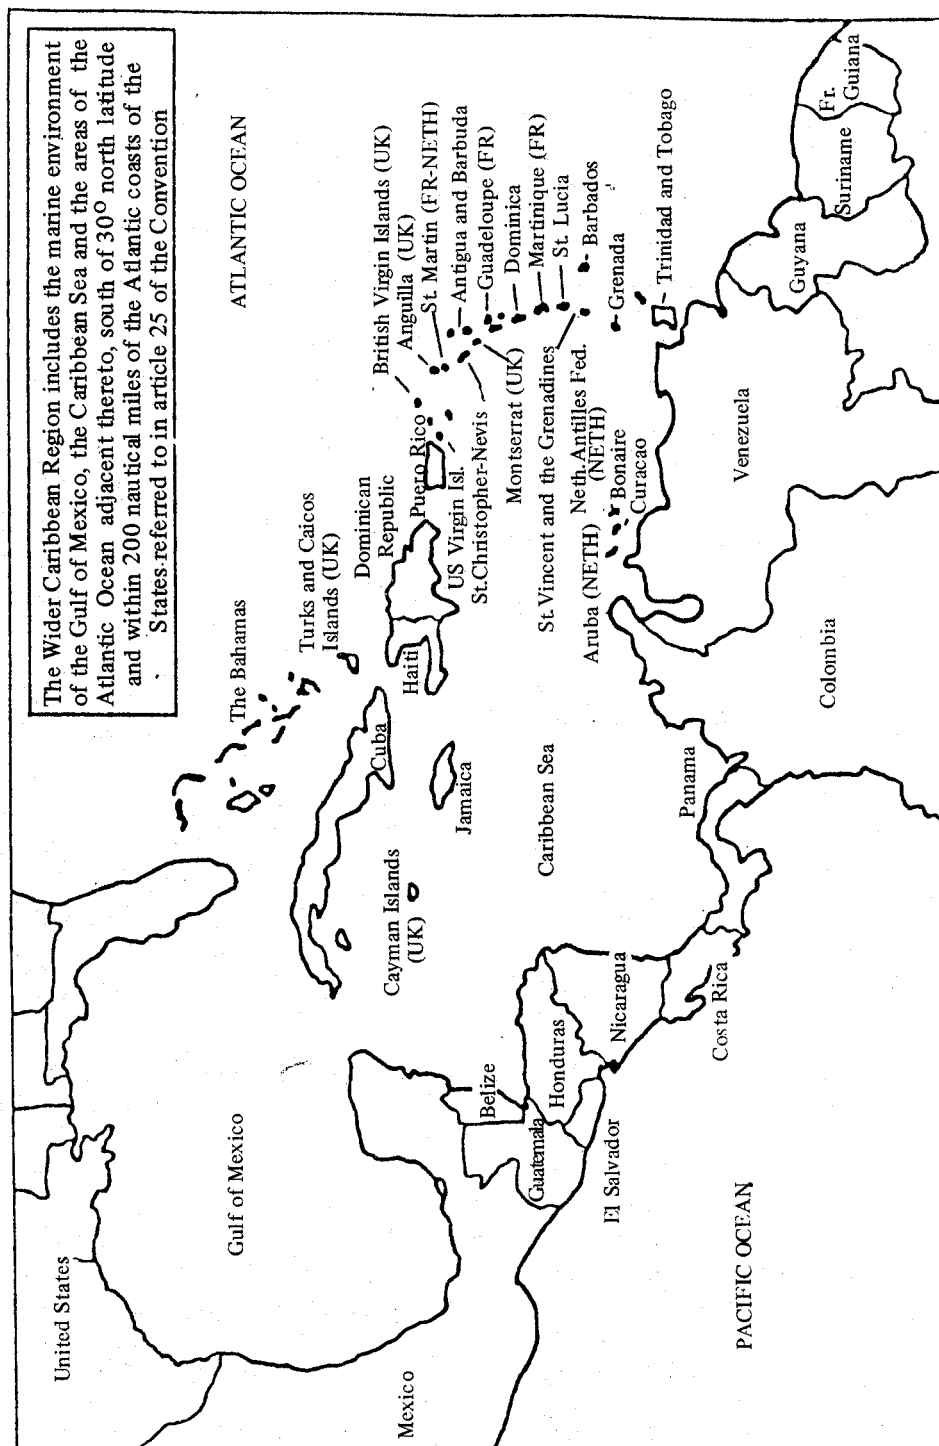 The Wider Caribbean Region includes the marine environment
of the Gulf of Mexico, the Caribbean Sea and the areas of the
Atlantic Ocean adjacent thereto, south of 30° north latitude
and within 200 nautical miles of the Atlantic coasts of the
States referred to in article 25 of the Convention
United States
ATLANTIC OCEAN
Gulf of Mexico
The Bahamas
Turks and Caicos
Islands (UK)
Dominican
Republic
British Virgin Islands (UK)
Anguilla (UK)
St. Martin (FR-NETH)
Antigua and Barbuda
Guadeloupe (FR)
Dominica
Martinique (FR)
St. Lucia
Barbados
Grenada
Trinidad and Tobago
Mexico
Cayman Islands
(UK)
Cuba
Haiti
Puero Rico
US Virgin Isl.
St.Christopher-Nevis
Montserrat (UK)
St. Vincent and the Grenadines
Jamaica
Caribbean Sea
Neth. Antilles Fed.
(NETH)
Aruba (NETH)
Bonaire
Curacao
Belize
Guatemala
Honduras
El Salvador
Nicaragua
Costa Rica
Panama
PACIFIC OCEAN
Colombia
Venezuela
Guyana
Suriname
Fr.
Guiana